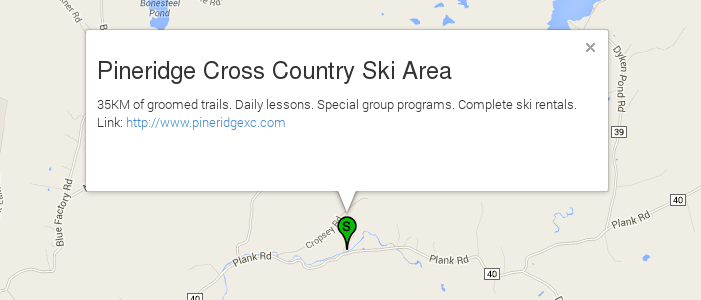 Bonesteel
Pond
Rd
Pineridge Cross Country Ski Area
35KM of groomed trails. Daily lessons. Special group programs. Complete ski rentals.
Link: http://www.pineridgexc.com
Dyken Pond Rd
39
Blue Factory Rd
40
S
Cropsey Rd
Plank Rd
Plank Rd
Plank Rd
40
40